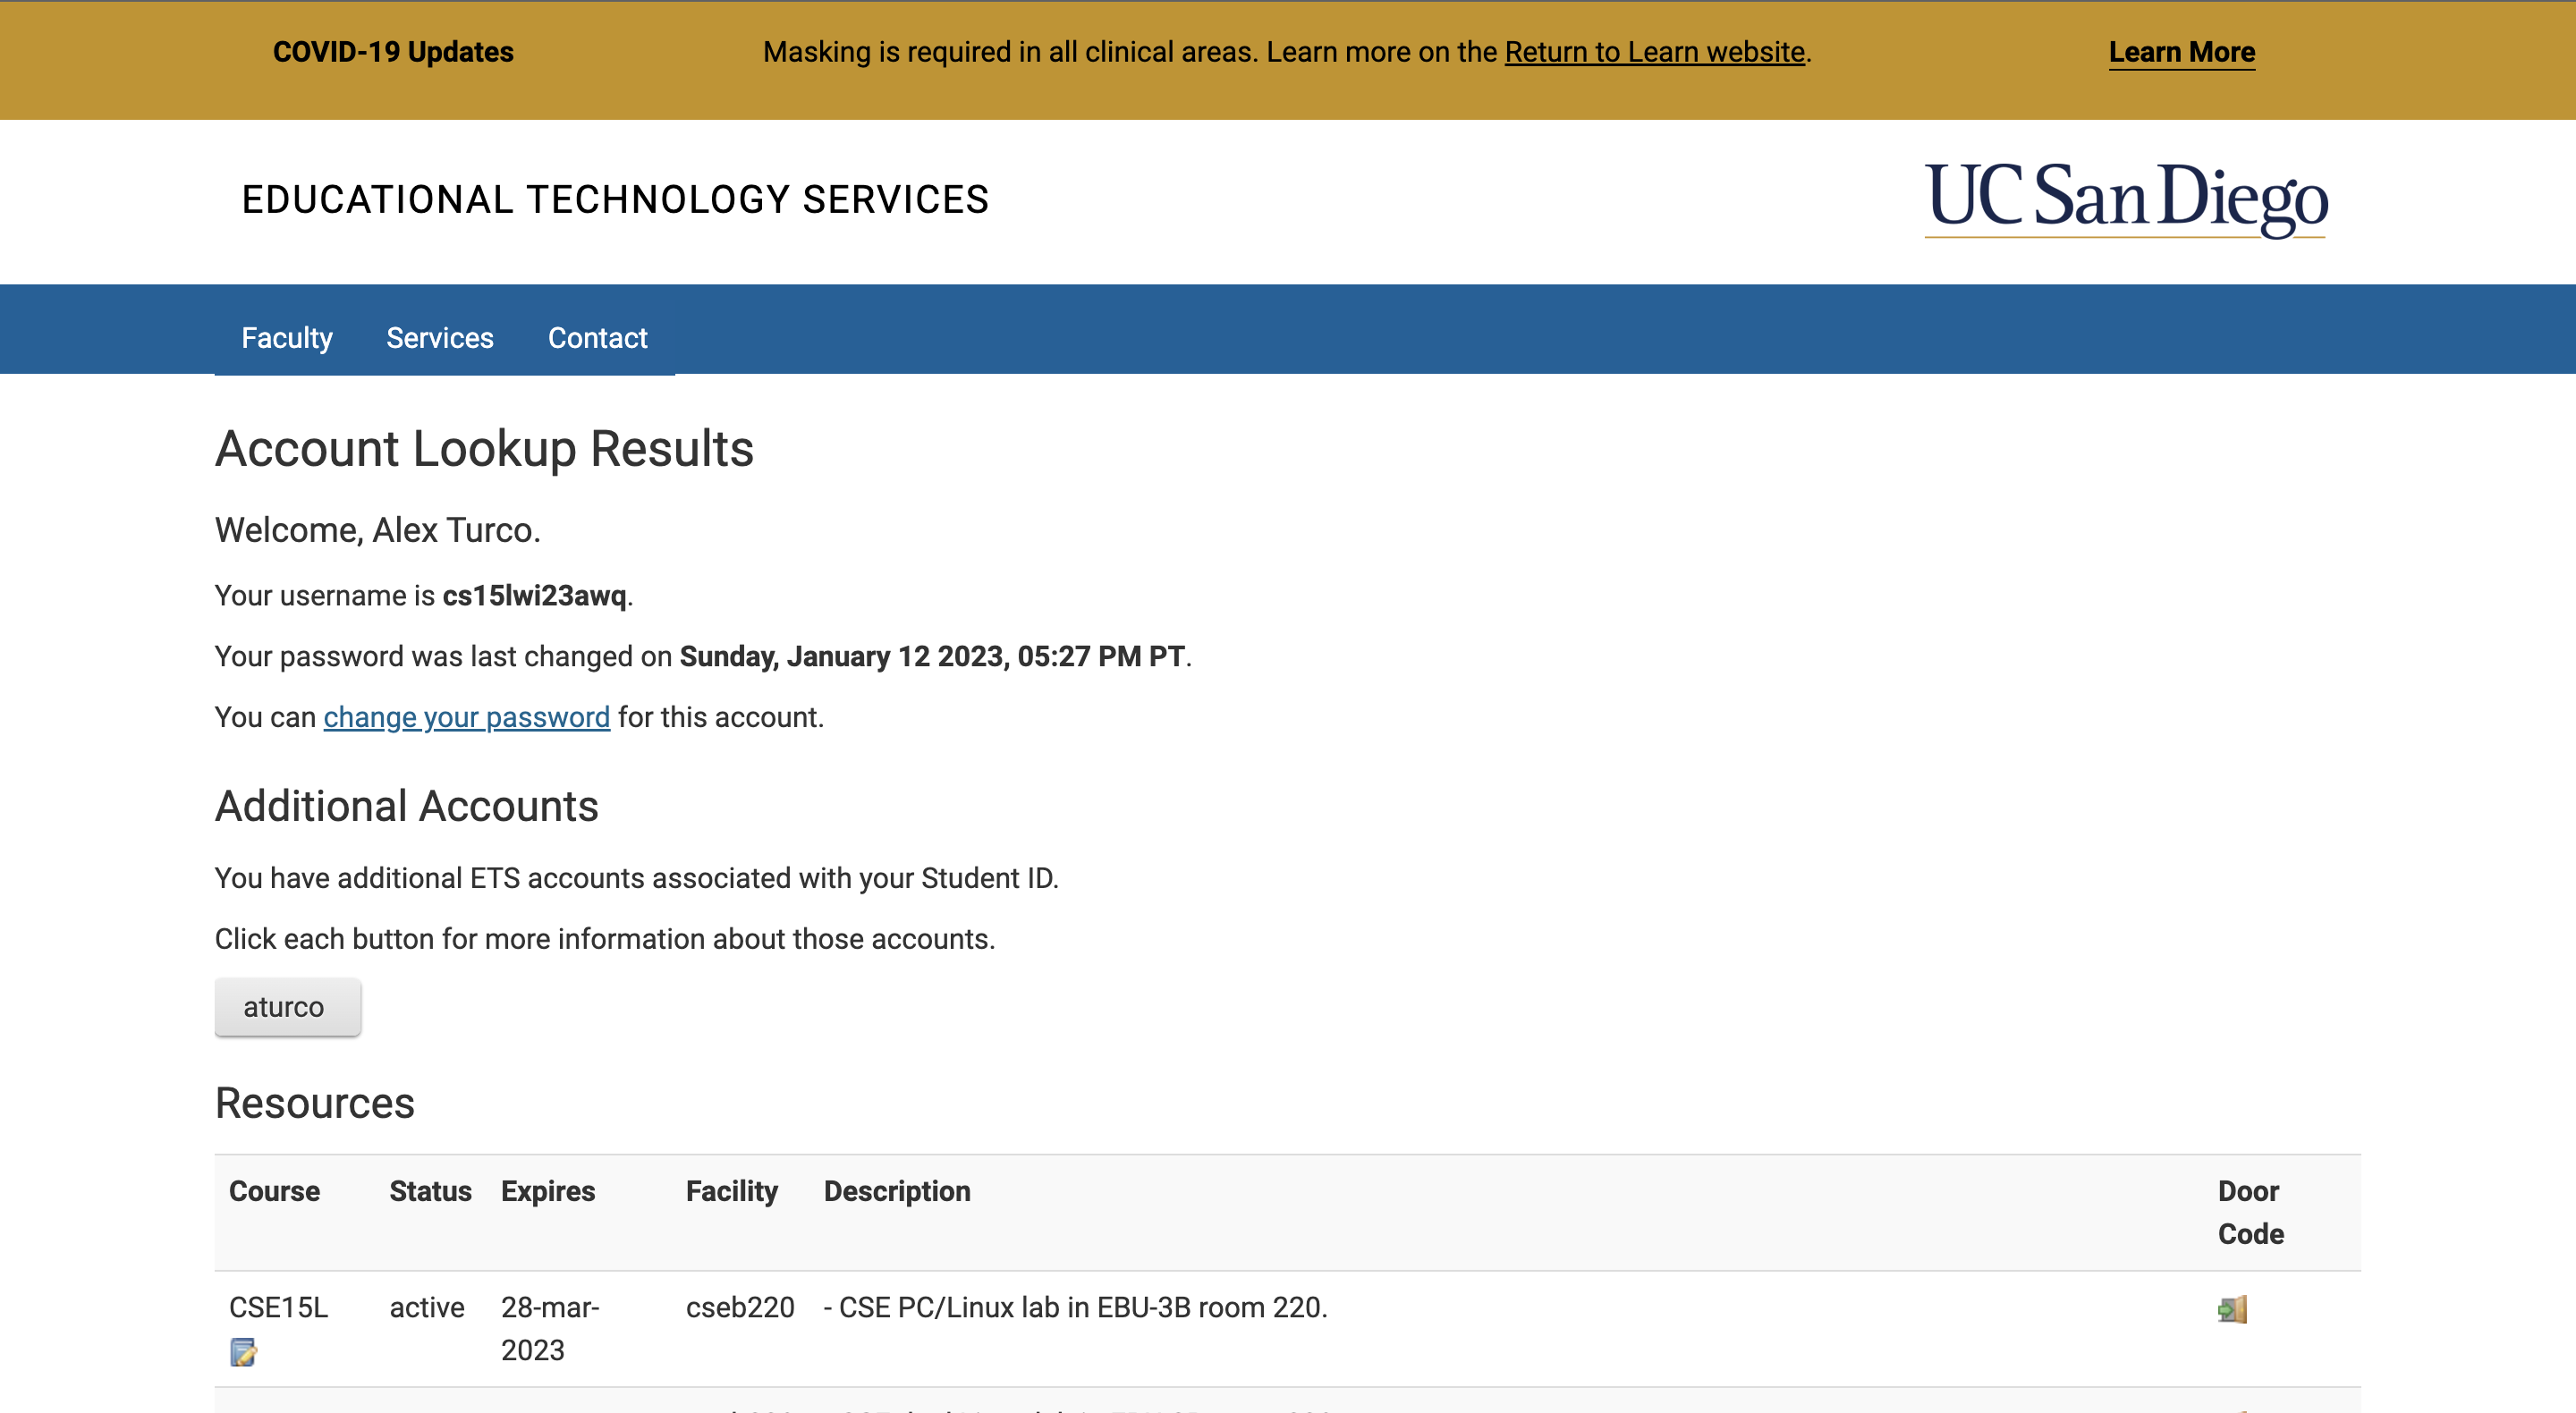 COVID-19 Updates
Masking is required in all clinical areas. Learn more on the Return to Learn website.
Learn More
EDUCATIONAL TECHNOLOGY SERVICES
UC San Diego
Faculty Services Contact
Account Lookup Results
Welcome, Alex Turco.
Your username is cs15lwi23awq.
Your password was last changed on Sunday, January 12 2023, 05:27 PM PT.
You can change your password for this account.
Additional Accounts
You have additional ETS accounts associated with your Student ID.
Click each button for more information about those accounts.
aturco
Resources
Course Status Expires Facility Description Door
Code
CSE15L active 28-mar- cseb220 - CSE PC/Linux lab in EBU-3B room 220.
2023